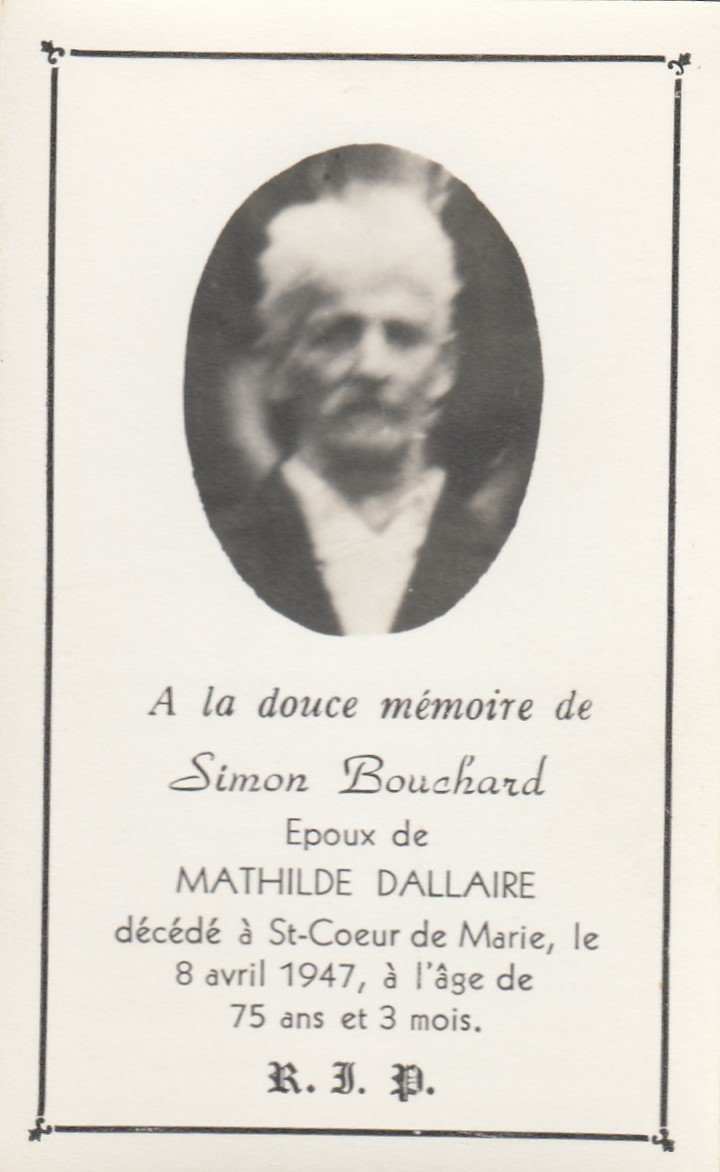 A la douce mémoire de
Simon Bouchard
Epoux de
MATHILDE DALLAIRE
décédé à St-Coeur de Marie, le
8 avril 1947, à l'âge de
75 ans et 3 mois.
R. I. P.